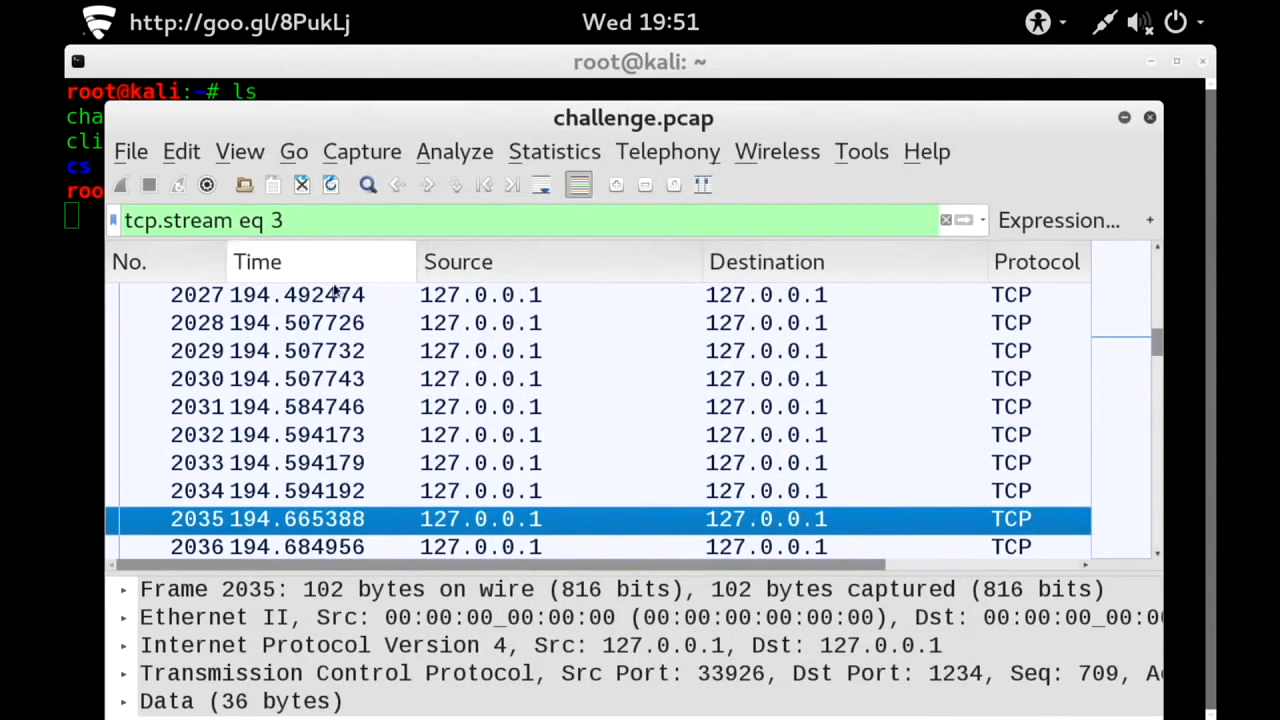 http://goo.gl/8PukLj Wed 19:51
root@kali: ~
root@kali:~# ls
cha
challenge.pcap
cli
File Edit View Go Capture Analyze Statistics Telephony Wireless Tools Help
cs
roo
tcp.stream eq 3 Expression... +
No. Time Source Destination Protocol
2027 194.492474 127.0.0.1 127.0.0.1 TCP
2028 194.507726 127.0.0.1 127.0.0.1 TCP
2029 194.507732 127.0.0.1 127.0.0.1 TCP
2030 194.507743 127.0.0.1 127.0.0.1 TCP
2031 194.584746 127.0.0.1 127.0.0.1 TCP
2032 194.594173 127.0.0.1 127.0.0.1 TCP
2033 194.594179 127.0.0.1 127.0.0.1 TCP
2034 194.594192 127.0.0.1 127.0.0.1 TCP
2035 194.665388 127.0.0.1 127.0.0.1 TCP
2036 194.684956 127.0.0.1 127.0.0.1 TCP
Frame 2035: 102 bytes on wire (816 bits), 102 bytes captured (816 bits)
Ethernet II, Src: 00:00:00_00:00:00 (00:00:00:00:00:00), Dst: 00:00:00_00:00
Internet Protocol Version 4, Src: 127.0.0.1, Dst: 127.0.0.1
Transmission Control Protocol, Src Port: 33926, Dst Port: 1234, Seq: 709, A
Data (36 bytes)